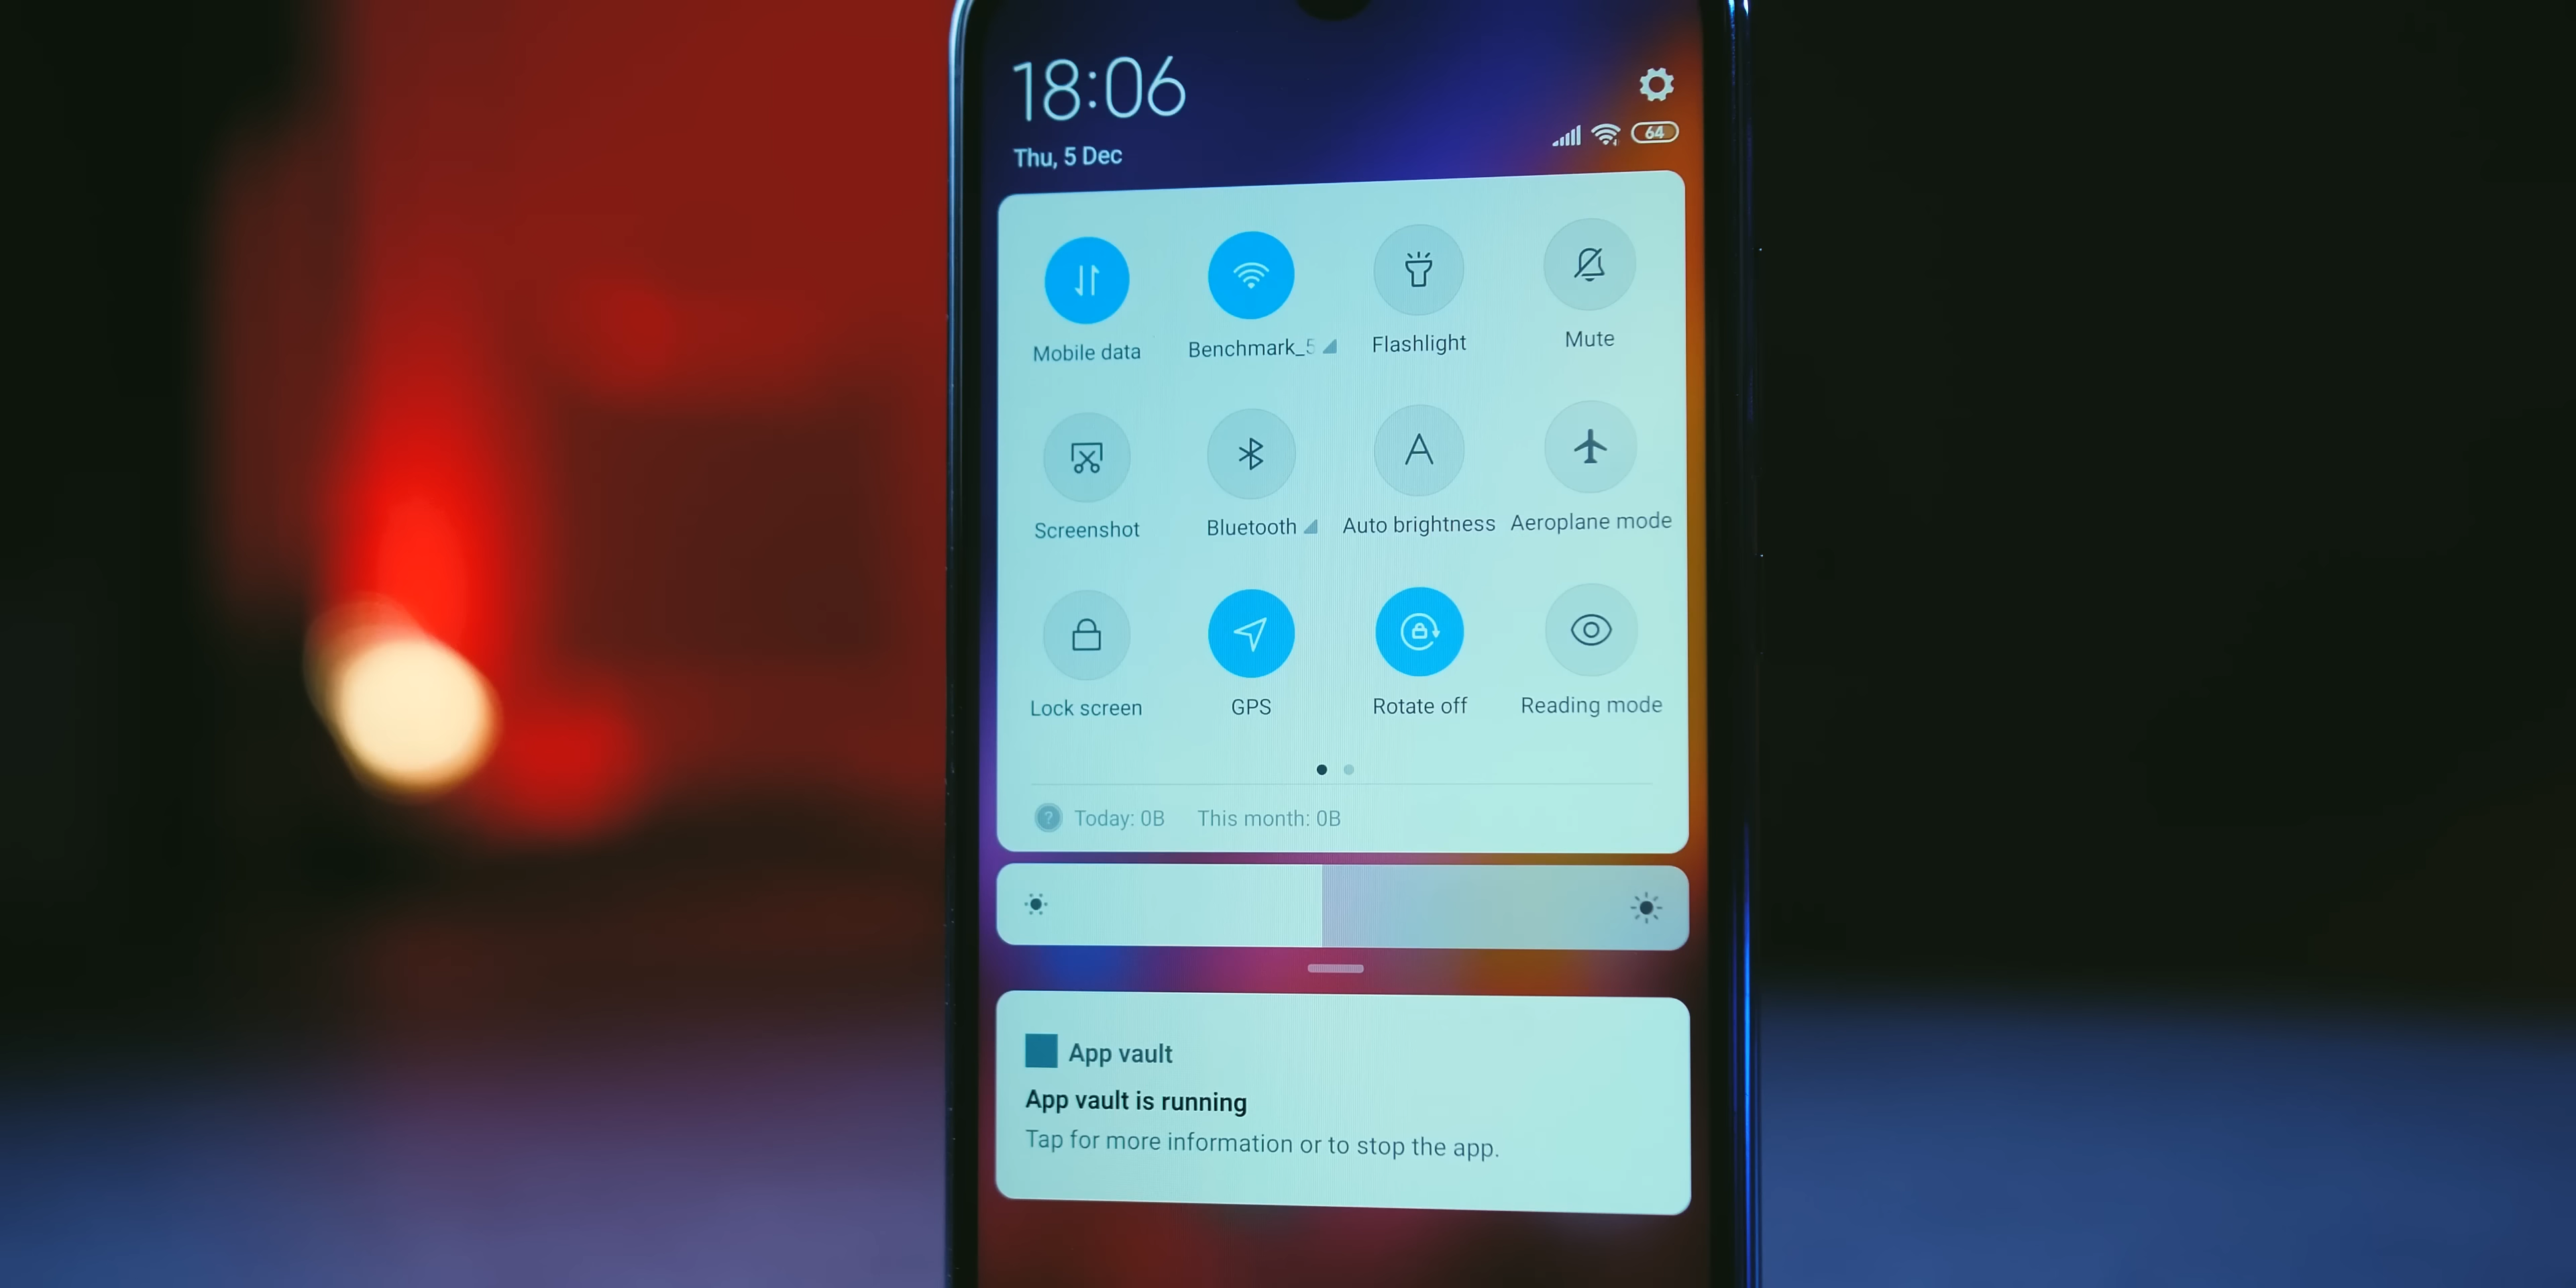 18:06
Thu, 5 Dec
64
Mobile data
Benchmark_5
Flashlight
Mute
Screenshot
Bluetooth
A
Auto brightness
Aeroplane mode
Lock screen
GPS
Rotate off
Reading mode
? Today: 0B This month: 0B
App vault
App vault is running
Tap for more information or to stop the app.